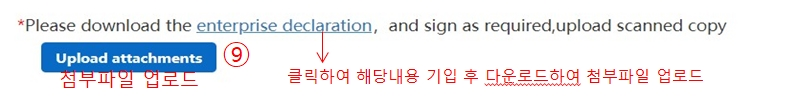 *Please download the enterprise declaration, and sign as required,upload scanned copy
Upload attachments ⑨
첨부파일 업로드
클릭하여 해당내용 기입 후 다운로드하여 첨부파일 업로드